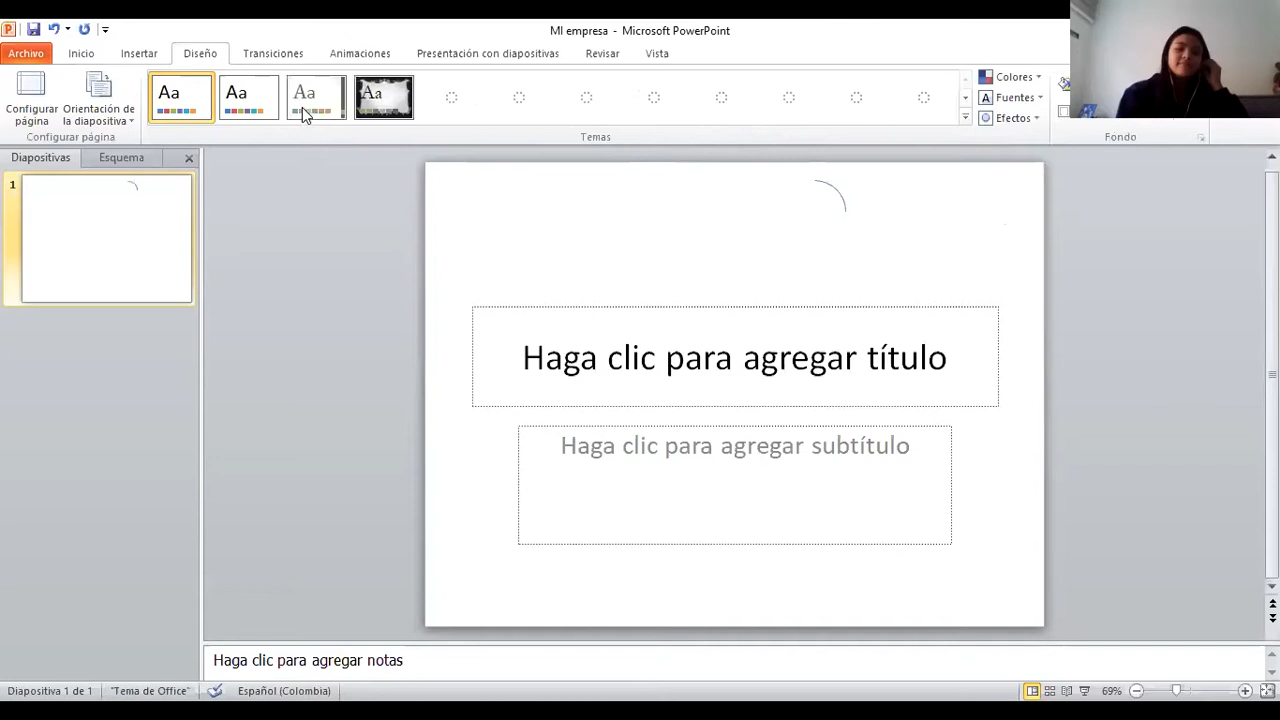 MI empresa - Microsoft PowerPoint
Archivo Inicio Insertar Diseño Transiciones Animaciones Presentación con diapositivas Revisar Vista
Configurar página
Orientación de la diapositiva
Configurar página
Aa Aa Aa Aa
Temas
Colores
Fuentes
Efectos
Fondo
Diapositivas Esquema
1
Haga clic para agregar título
Haga clic para agregar subtítulo
Haga clic para agregar notas
Diapositiva 1 de 1 "Tema de Office" Español (Colombia) 69%